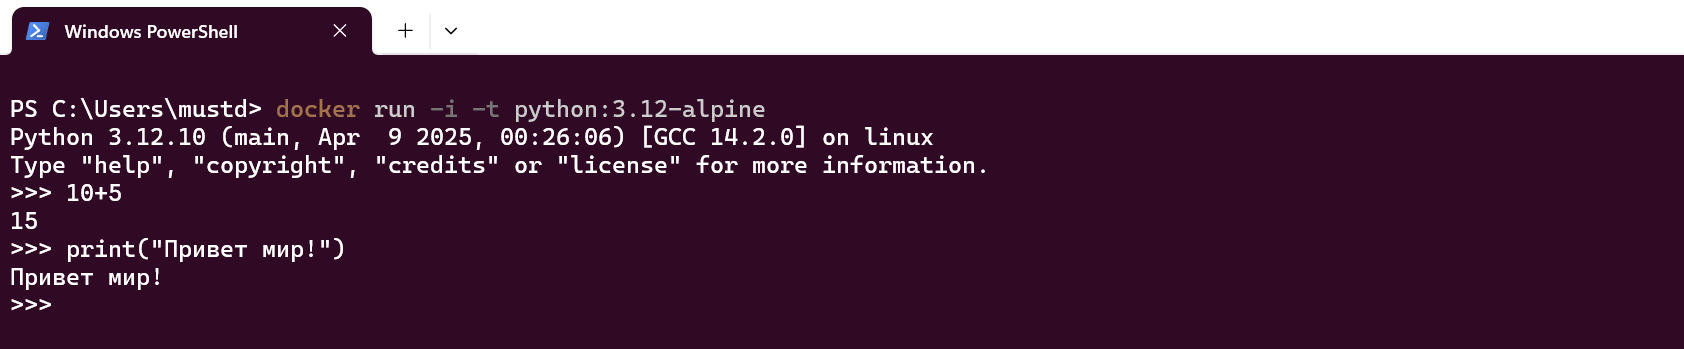 Windows PowerShell
PS C:\Users\mustd> docker run -i -t python:3.12-alpine
Python 3.12.10 (main, Apr  9 2025, 00:26:06) [GCC 14.2.0] on linux
Type "help", "copyright", "credits" or "license" for more information.
>>> 10+5
15
>>> print("Привет мир!")
Привет мир!
>>>